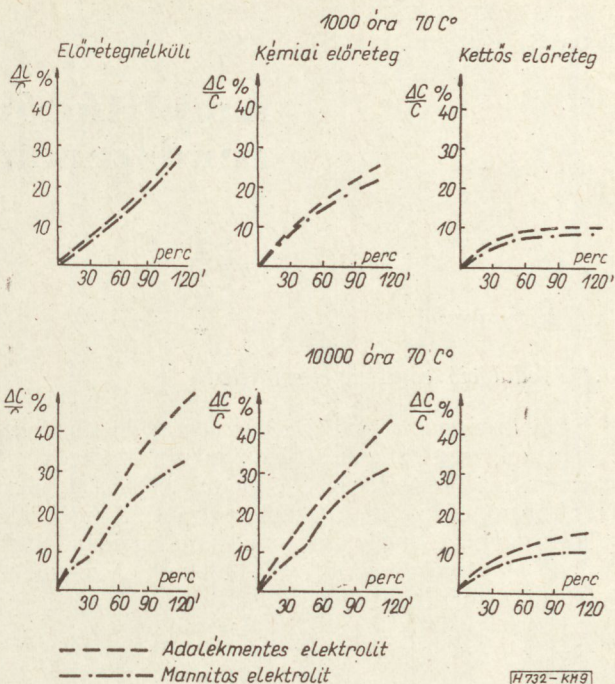 1000 óra 70 C°
Előrétegnélküli
Kémiai előréteg
Kettős előréteg
ΔC/C %
40
30
20
10
perc
30 60 90 120'
ΔC/C %
40
30
20
10
perc
30 60 90 120'
ΔC/C %
40
30
20
10
perc
30 60 90 120'
10000 óra 70 C°
ΔC/C %
40
30
20
10
perc
30 60 90 120'
ΔC/C %
40
30
20
10
perc
30 60 90 120'
ΔC/C %
40
30
20
10
perc
30 60 90 120'
Adalékmentes elektrolit
Mannitos elektrolit
H732-KM9